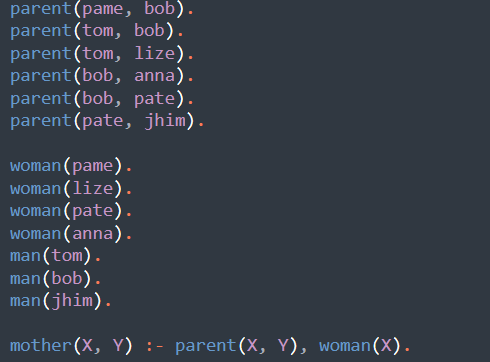 parent(pame, bob).
parent(tom, bob).
parent(tom, lize).
parent(bob, anna).
parent(bob, pate).
parent(pate, jhim).
woman(pame).
woman(lize).
woman(pate).
woman(anna).
man(tom).
man(bob).
man(jhim).
mother(X, Y) :- parent(X, Y), woman(X).